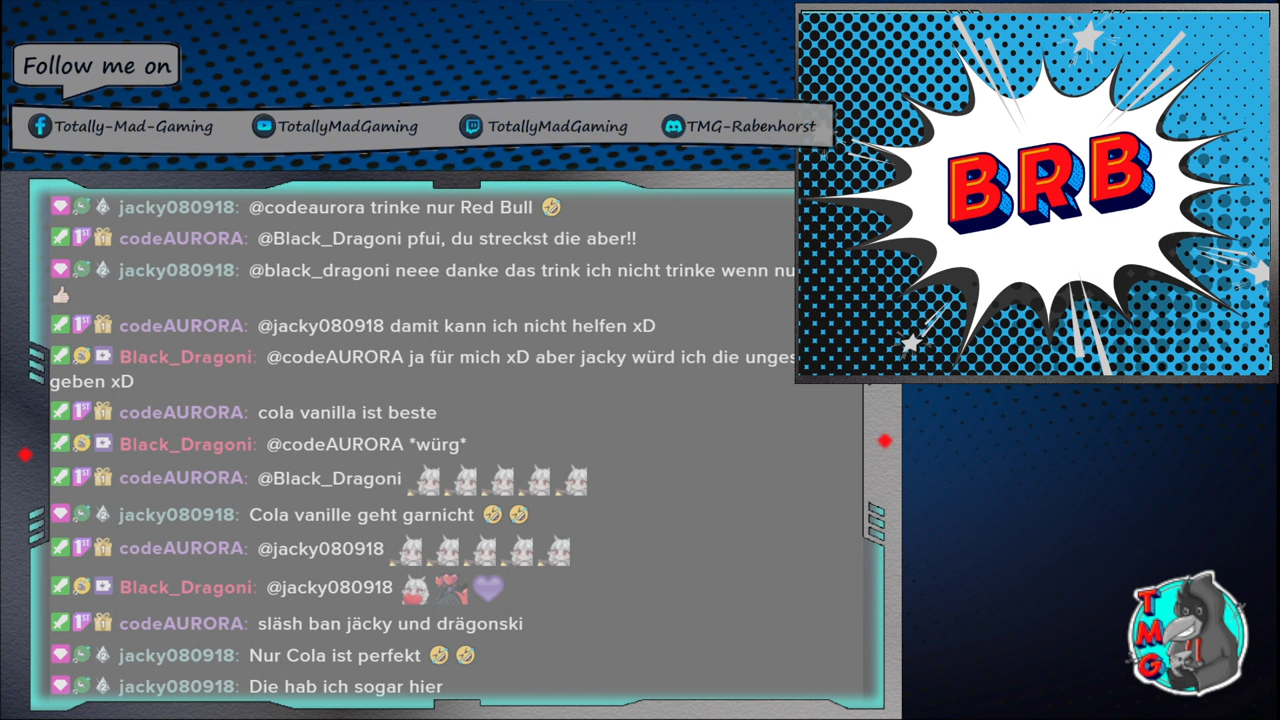 Follow me on
Totally-Mad-Gaming TotallyMadGaming TotallyMadGaming TMG-Rabenhorst
BRB
jacky080918: @codeaurora trinke nur Red Bull 🤣
codeAURORA: @Black_Dragoni pfui, du streckst die aber!!
jacky080918: @black_dragoni neee danke das trink ich nicht trinke wenn nu
👍🏻
codeAURORA: @jacky080918 damit kann ich nicht helfen xD
Black_Dragoni: @codeAURORA ja für mich xD aber jacky würd ich die unges
geben xD
codeAURORA: cola vanilla ist beste
Black_Dragoni: @codeAURORA *würg*
codeAURORA: @Black_Dragoni
jacky080918: Cola vanille geht garnicht 🤣 🤣
codeAURORA: @jacky080918
Black_Dragoni: @jacky080918
codeAURORA: släsh ban jäcky und drägonski
jacky080918: Nur Cola ist perfekt 🤣 🤣
jacky080918: Die hab ich sogar hier
TMG